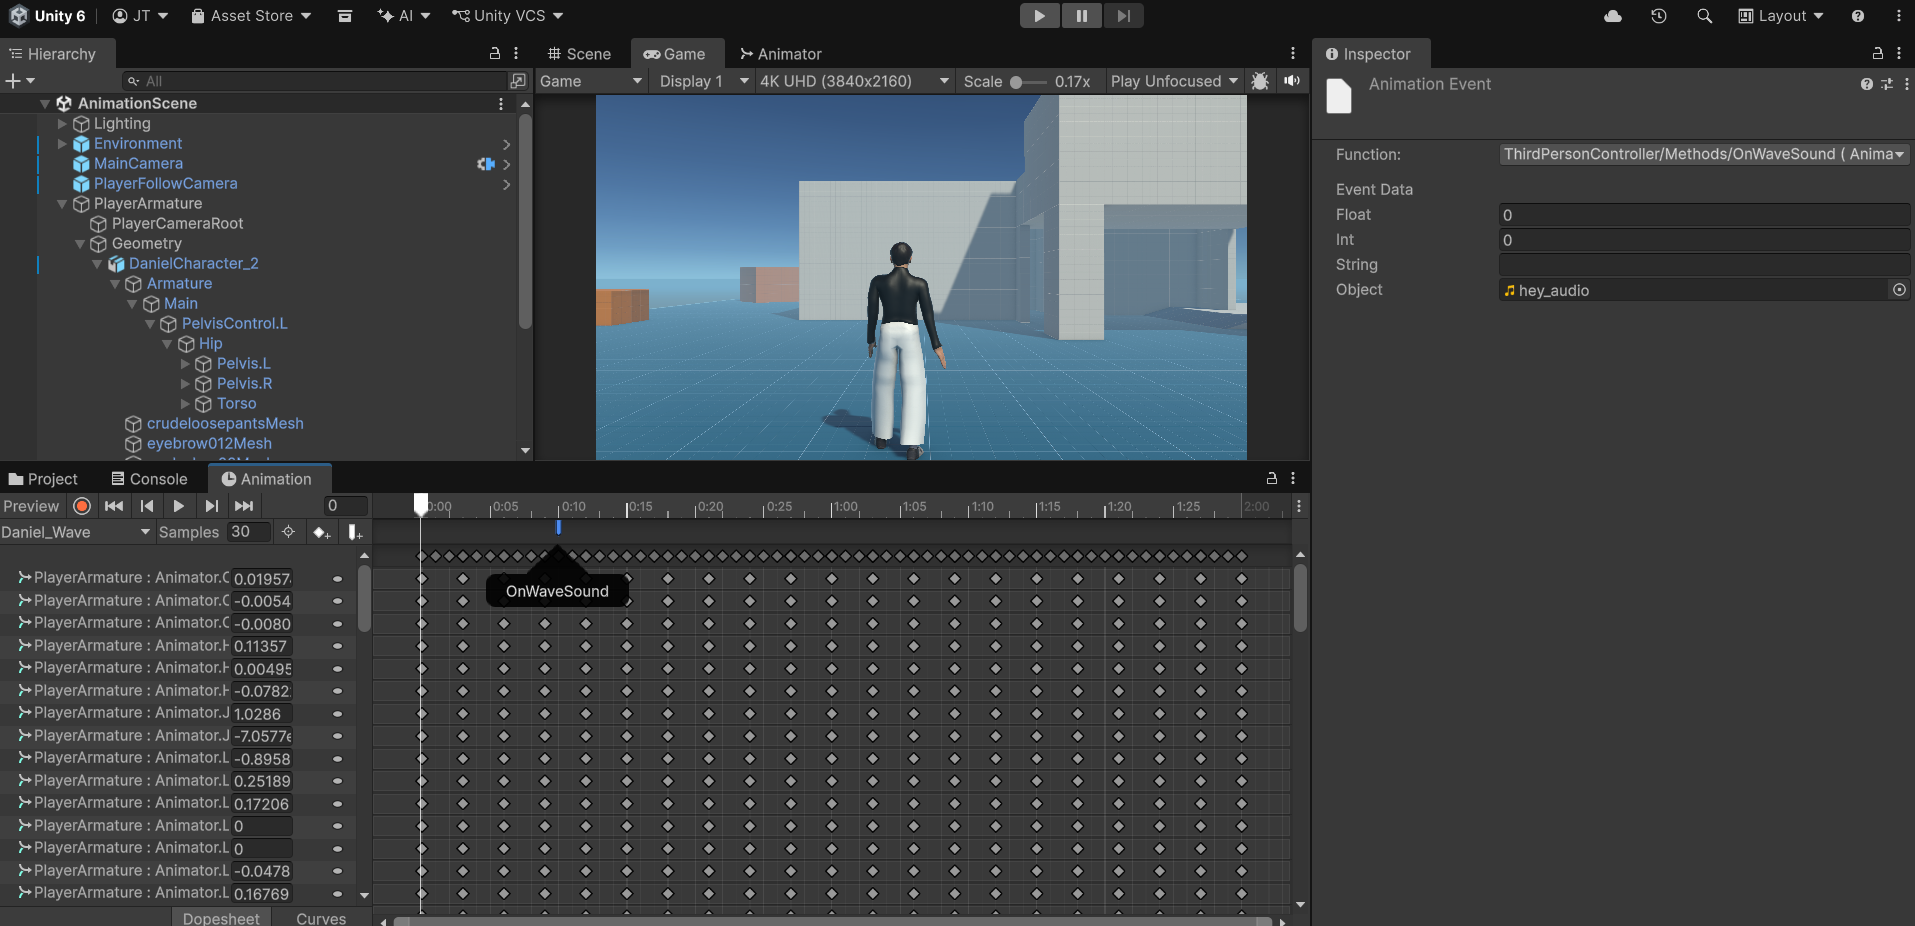 Unity 6 JT Asset Store AI Unity VCS Layout
Hierarchy
All
AnimationScene
Lighting
Environment
MainCamera
PlayerFollowCamera
PlayerArmature
PlayerCameraRoot
Geometry
DanielCharacter_2
Armature
Main
PelvisControl.L
Hip
Pelvis.L
Pelvis.R
Torso
crudeloosepantsMesh
eyebrow012Mesh
Scene Game Animator
Game Display 1 4K UHD (3840x2160) Scale 0.17x Play Unfocused
Inspector
Animation Event
Function: ThirdPersonController/Methods/OnWaveSound ( Anima
Event Data
Float 0
Int 0
String
Object hey_audio
Project Console Animation
Preview 0 0:00 0:05 0:10 0:15 0:20 0:25 1:00 1:05 1:10 1:15 1:20 1:25 2:00
Daniel_Wave Samples 30
OnWaveSound
PlayerArmature : Animator. 0.01957
PlayerArmature : Animator. -0.0054
PlayerArmature : Animator. -0.0080
PlayerArmature : Animator.H 0.11357
PlayerArmature : Animator.H 0.00495
PlayerArmature : Animator.H -0.0782
PlayerArmature : Animator.J 1.0286
PlayerArmature : Animator.J -7.0577e
PlayerArmature : Animator.L -0.8958
PlayerArmature : Animator.L 0.25189
PlayerArmature : Animator.L 0.17206
PlayerArmature : Animator.L 0
PlayerArmature : Animator.L 0
PlayerArmature : Animator.L -0.0478
PlayerArmature : Animator.L 0.16769
Dopesheet Curves